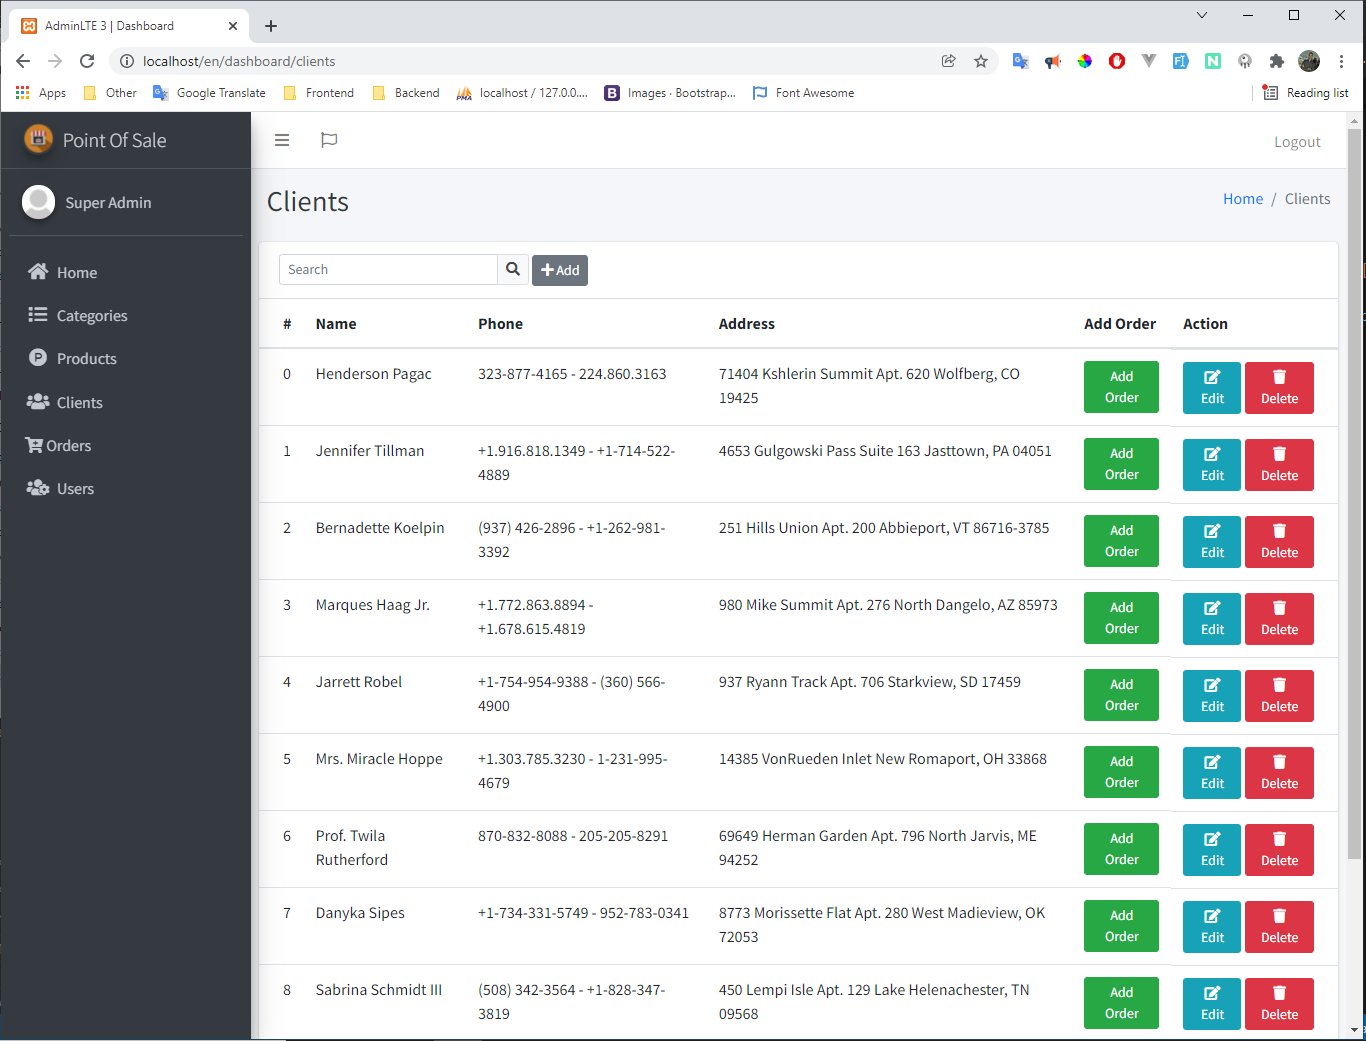 AdminLTE 3 | Dashboard
localhost/en/dashboard/clients
Apps
Other
Google Translate
Frontend
Backend
localhost / 127.0.0....
Images · Bootstrap...
Font Awesome
Reading list
Point Of Sale
Logout
Super Admin
Home
Categories
Products
Clients
Orders
Users
Clients
Home / Clients
Search
Add
# Name Phone Address Add Order Action
0 Henderson Pagac 323-877-4165 - 224.860.3163 71404 Kshlerin Summit Apt. 620 Wolfberg, CO Add
19425 Order Edit Delete
1 Jennifer Tillman +1.916.818.1349 - +1-714-522- 4653 Gulgowski Pass Suite 163 Jasttown, PA 04051 Add
4889 Order Edit Delete
2 Bernadette Koelpin (937) 426-2896 - +1-262-981- 251 Hills Union Apt. 200 Abbieport, VT 86716-3785 Add
3392 Order Edit Delete
3 Marques Haag Jr. +1.772.863.8894 - 980 Mike Summit Apt. 276 North Dangelo, AZ 85973 Add
+1.678.615.4819 Order Edit Delete
4 Jarrett Robel +1-754-954-9388 - (360) 566- 937 Ryann Track Apt. 706 Starkview, SD 17459 Add
4900 Order Edit Delete
5 Mrs. Miracle Hoppe +1.303.785.3230 - 1-231-995- 14385 VonRueden Inlet New Romaport, OH 33868 Add
4679 Order Edit Delete
6 Prof. Twila 870-832-8088 - 205-205-8291 69649 Herman Garden Apt. 796 North Jarvis, ME Add
Rutherford 94252 Order Edit Delete
7 Danyka Sipes +1-734-331-5749 - 952-783-0341 8773 Morissette Flat Apt. 280 West Madieview, OK Add
72053 Order Edit Delete
8 Sabrina Schmidt III (508) 342-3564 - +1-828-347- 450 Lempi Isle Apt. 129 Lake Helenachester, TN Add
3819 09568 Order Edit Delete